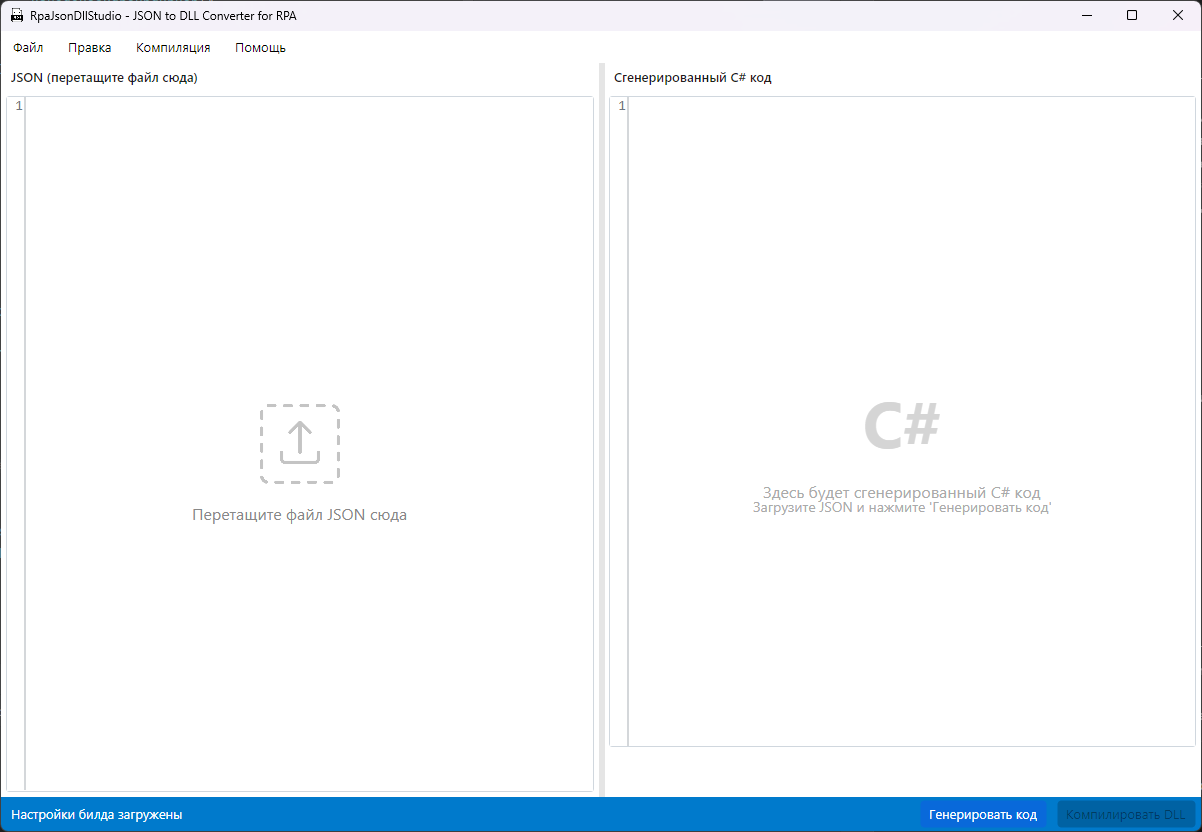 RpaJsonDllStudio - JSON to DLL Converter for RPA
Файл Правка Компиляция Помощь
JSON (перетащите файл сюда)
Сгенерированный C# код
1
1
Перетащите файл JSON сюда
C#
Здесь будет сгенерированный C# код
Загрузите JSON и нажмите 'Генерировать код'
Настройки билда загружены
Генерировать код
Компилировать DLL